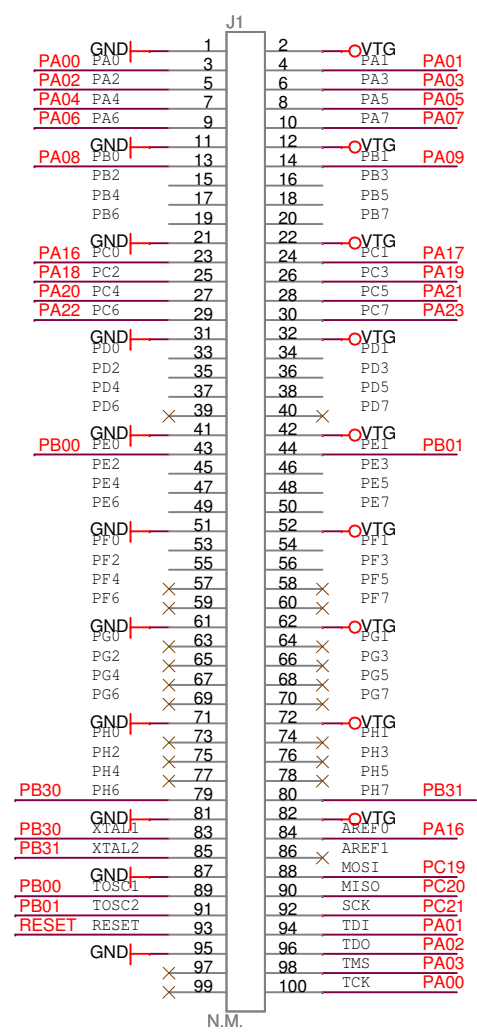 J1
GND 1 2 VTG
PA00 PA0 3 4 PA1 PA01
PA02 PA2 5 6 PA3 PA03
PA04 PA4 7 8 PA5 PA05
PA06 PA6 9 10 PA7 PA07
GND 11 12 VTG
PA08 PB0 13 14 PB1 PA09
PB2 15 16 PB3
PB4 17 18 PB5
PB6 19 20 PB7
GND 21 22 VTG
PA16 PC0 23 24 PC1 PA17
PA18 PC2 25 26 PC3 PA19
PA20 PC4 27 28 PC5 PA21
PA22 PC6 29 30 PC7 PA23
GND 31 32 VTG
PD0 33 34 PD1
PD2 35 36 PD3
PD4 37 38 PD5
PD6 39 40 PD7
GND 41 42 VTG
PB00 PE0 43 44 PE1 PB01
PE2 45 46 PE3
PE4 47 48 PE5
PE6 49 50 PE7
GND 51 52 VTG
PF0 53 54 PF1
PF2 55 56 PF3
PF4 57 58 PF5
PF6 59 60 PF7
GND 61 62 VTG
PG0 63 64 PG1
PG2 65 66 PG3
PG4 67 68 PG5
PG6 69 70 PG7
GND 71 72 VTG
PH0 73 74 PH1
PH2 75 76 PH3
PH4 77 78 PH5
PB30 PH6 79 80 PH7 PB31
GND 81 82 VTG
PB30 XTAL1 83 84 AREF0 PA16
PB31 XTAL2 85 86 AREF1
GND 87 88 MOSI PC19
PB00 TOSC1 89 90 MISO PC20
PB01 TOSC2 91 92 SCK PC21
RESET RESET 93 94 TDI PA01
GND 95 96 TDO PA02
97 98 TMS PA03
99 100 TCK PA00
N.M.